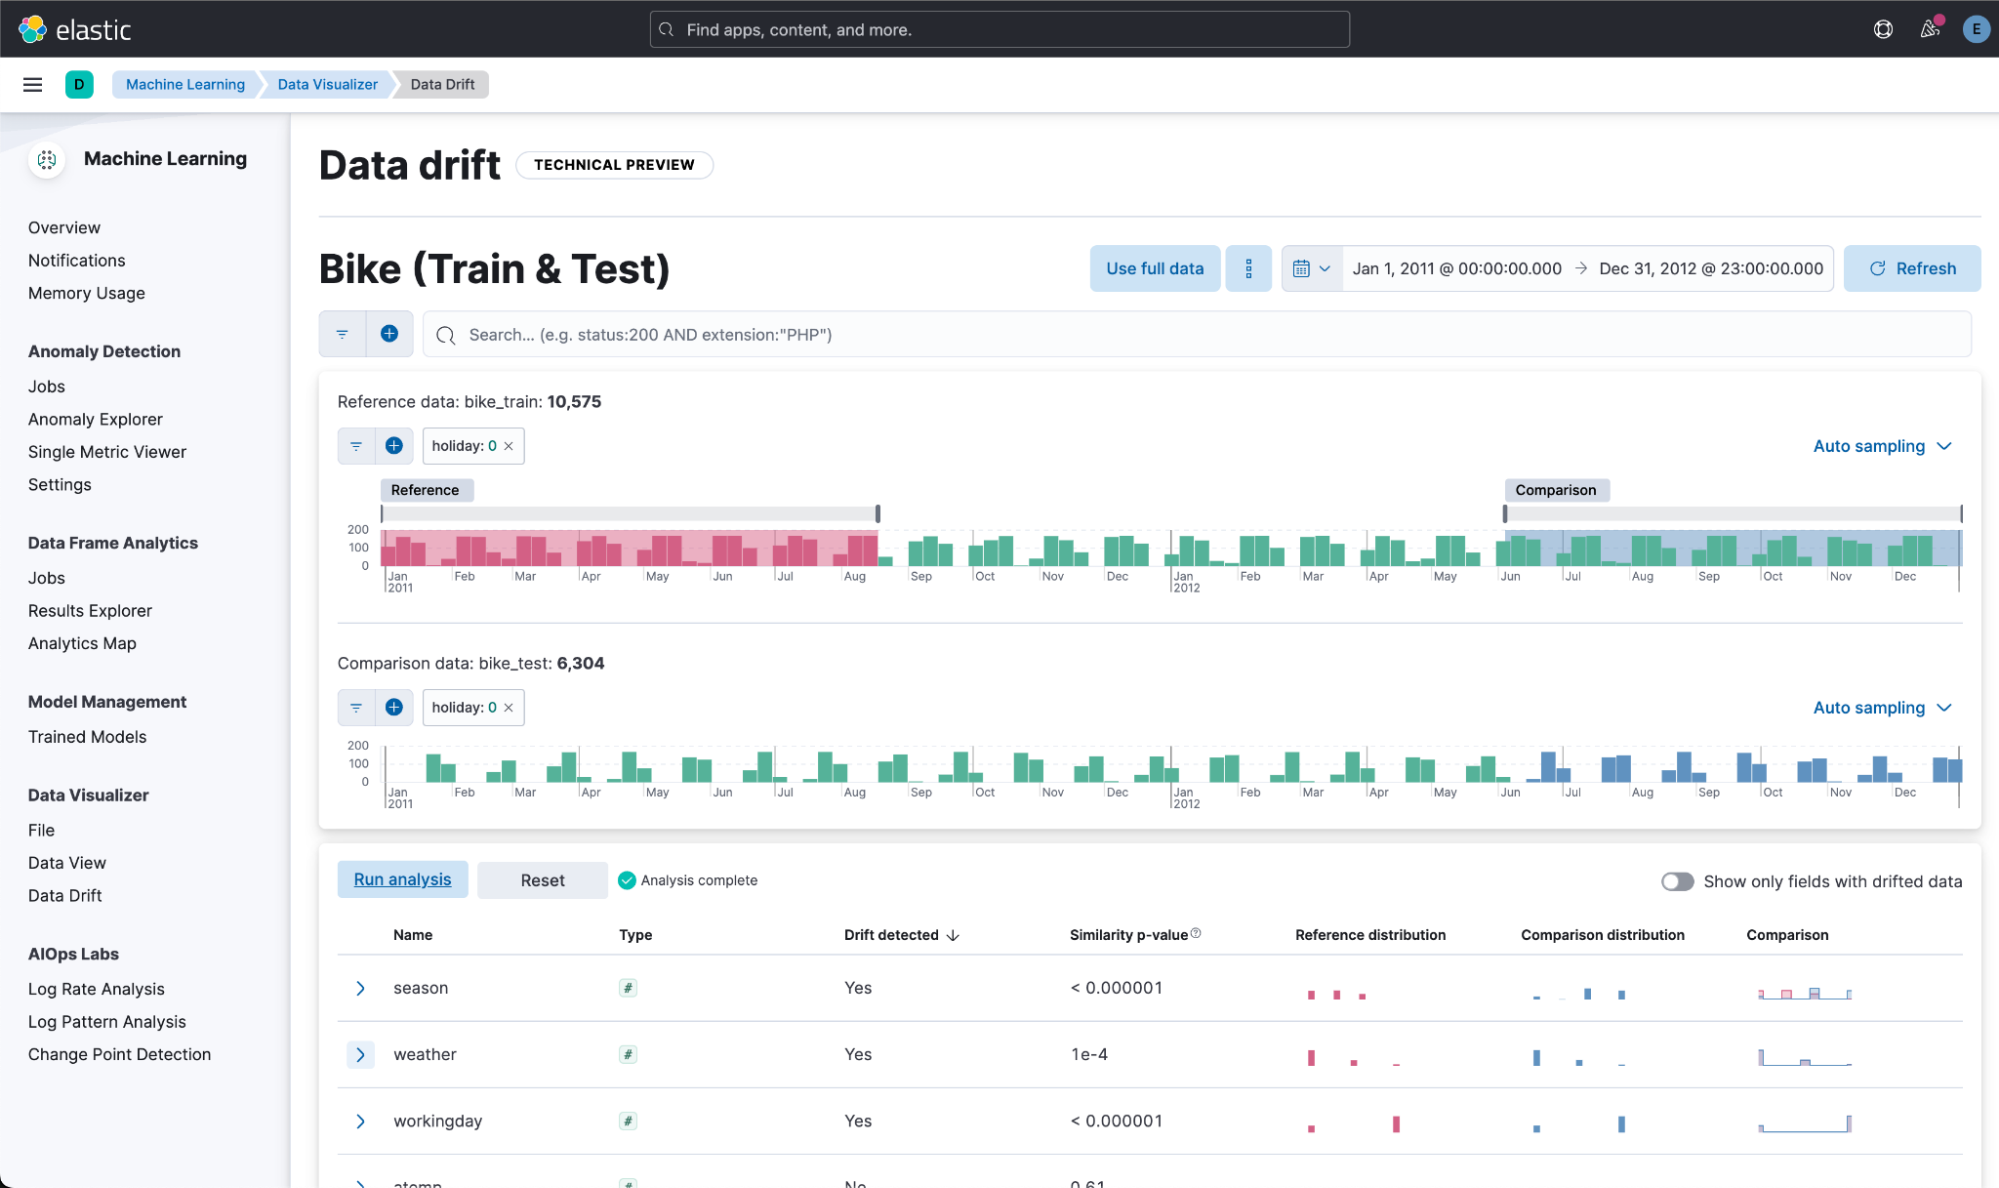 elastic
Find apps, content, and more.
E
D
Machine Learning
Data Visualizer
Data Drift
Machine Learning
Overview
Notifications
Memory Usage
Anomaly Detection
Jobs
Anomaly Explorer
Single Metric Viewer
Settings
Data Frame Analytics
Jobs
Results Explorer
Analytics Map
Model Management
Trained Models
Data Visualizer
File
Data View
Data Drift
AIOps Labs
Log Rate Analysis
Log Pattern Analysis
Change Point Detection
Data drift TECHNICAL PREVIEW
Bike (Train & Test)
Use full data
Jan 1, 2011 @ 00:00:00.000 → Dec 31, 2012 @ 23:00:00.000
Refresh
Search... (e.g. status:200 AND extension:"PHP")
Reference data: bike_train: 10,575
holiday: 0 ×
Auto sampling
Reference
Comparison
200
100
0
Jan Feb Mar Apr May Jun Jul Aug Sep Oct Nov Dec Jan Feb Mar Apr May Jun Jul Aug Sep Oct Nov Dec
2011 2012
Comparison data: bike_test: 6,304
holiday: 0 ×
Auto sampling
200
100
0
Jan Feb Mar Apr May Jun Jul Aug Sep Oct Nov Dec Jan Feb Mar Apr May Jun Jul Aug Sep Oct Nov Dec
2011 2012
Run analysis
Reset
Analysis complete
Show only fields with drifted data
Name Type Drift detected ↓ Similarity p-value Reference distribution Comparison distribution Comparison
season # Yes < 0.000001
weather # Yes 1e-4
workingday # Yes < 0.000001
atemp # No 0.61